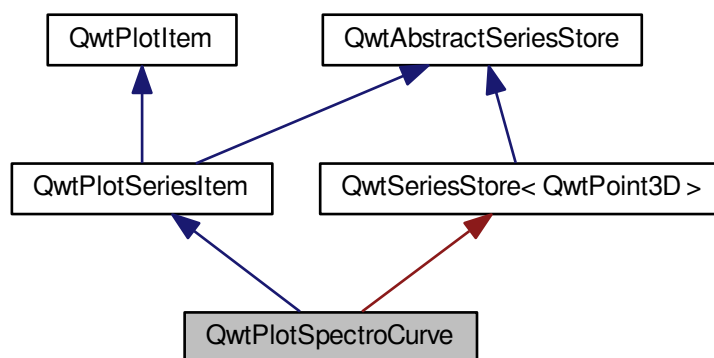 QwtPlotItem
QwtAbstractSeriesStore
QwtPlotSeriesItem
QwtSeriesStore< QwtPoint3D >
QwtPlotSpectroCurve